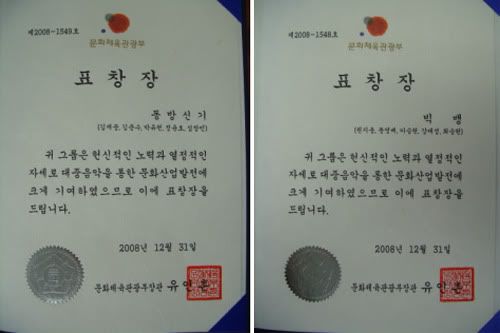 제2008-1549호
문화체육관광부
표 창 장
동 방 신 기
(김재중, 김준수, 박유천, 정윤호, 심창민)
귀 그룹은 헌신적인 노력과 열정적인
자세로 대중음악을 통한 문화산업발전에
크게 기여하였으므로 이에 표창장을
드립니다.
2008년 12월 31일
문화체육관광부장관 유인촌
제2008-1548호
문화체육관광부
표 창 장
빅 뱅
(권지용, 동영배, 이승현, 강대성, 최승현)
귀 그룹은 헌신적인 노력과 열정적인
자세로 대중음악을 통한 문화산업발전에
크게 기여하였으므로 이에 표창장을
드립니다.
2008년 12월 31일
문화체육관광부장관 유인촌